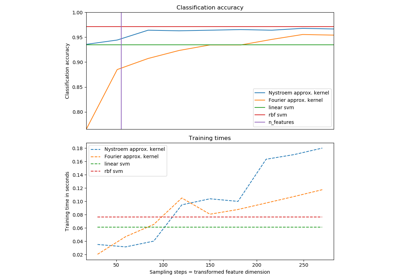 Classification accuracy
1.00
0.95
0.90
0.85
0.80
Classification accuracy
Nystroem approx. kernel
Fourier approx. kernel
linear svm
rbf svm
n_features
Training times
0.18
0.16
0.14
0.12
0.10
0.08
0.06
0.04
0.02
Training time in seconds
Nystroem approx. kernel
Fourier approx. kernel
linear svm
rbf svm
50
100
150
200
250
Sampling steps = transformed feature dimension